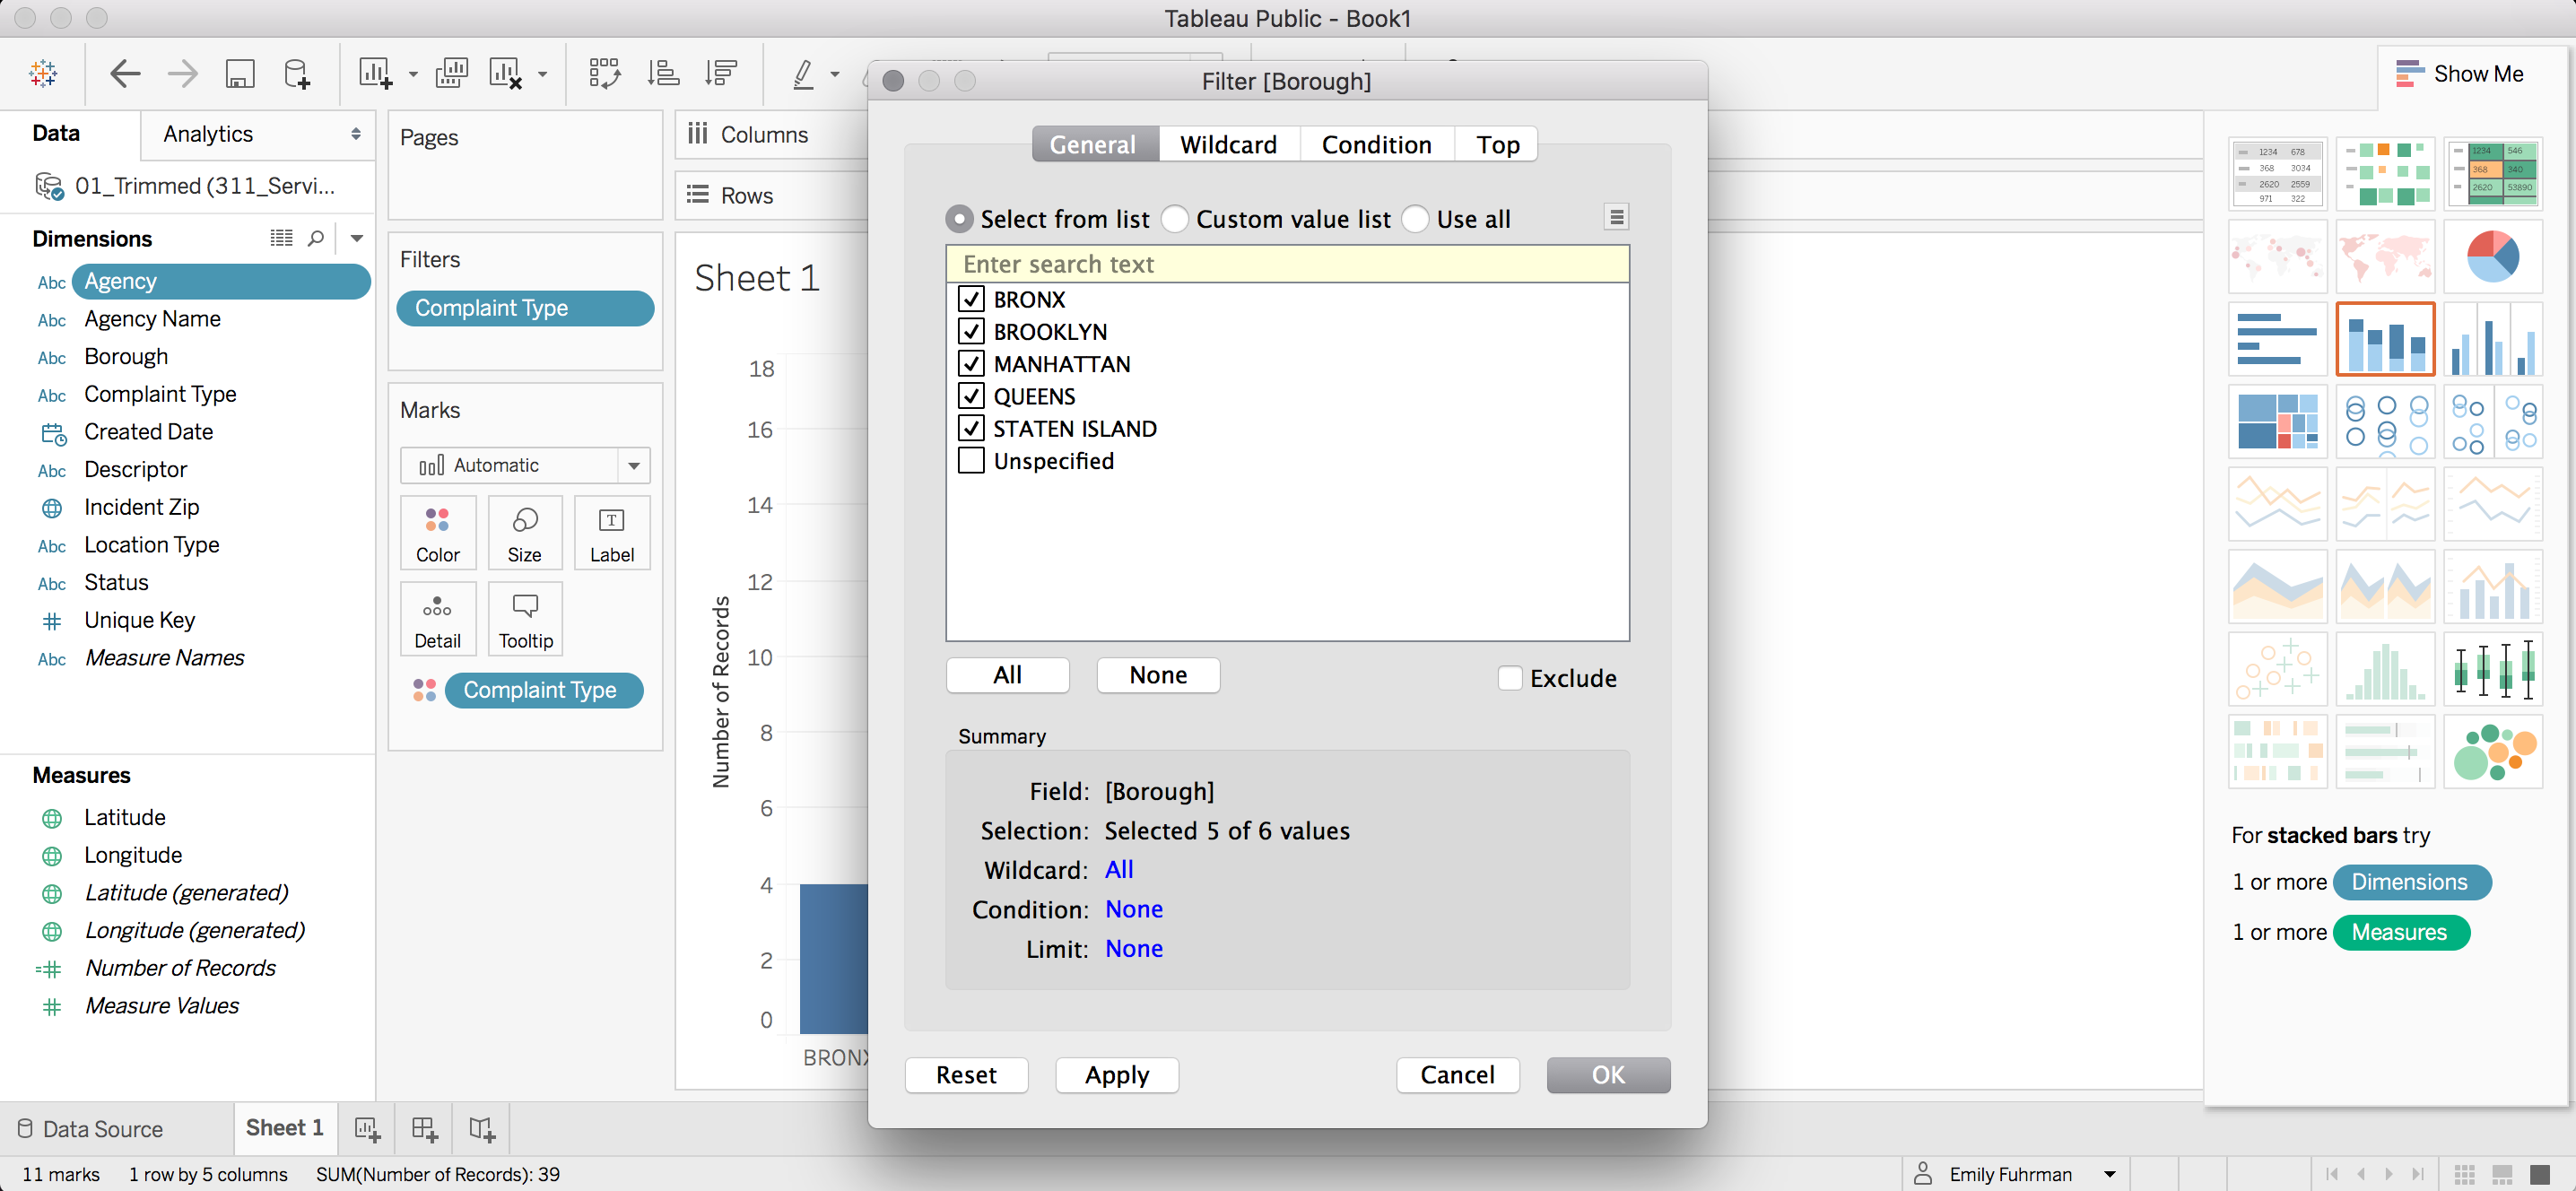 Tableau Public - Book1
Show Me
Data
Analytics
01_Trimmed (311_Servi...
Dimensions
Abc Agency
Abc Agency Name
Abc Borough
Abc Complaint Type
Created Date
Abc Descriptor
Incident Zip
Abc Location Type
Abc Status
Unique Key
Abc Measure Names
Measures
Latitude
Longitude
Latitude (generated)
Longitude (generated)
Number of Records
Measure Values
Pages
Filters
Complaint Type
Marks
Automatic
Color
Size
Label
Detail
Tooltip
Complaint Type
Columns
Rows
Sheet 1
Number of Records
18
16
14
12
10
8
6
4
2
0
BRONX
Filter [Borough]
General
Wildcard
Condition
Top
Select from list
Custom value list
Use all
Enter search text
BRONX
BROOKLYN
MANHATTAN
QUEENS
STATEN ISLAND
Unspecified
All
None
Exclude
Summary
Field: [Borough]
Selection: Selected 5 of 6 values
Wildcard: All
Condition: None
Limit: None
Reset
Apply
Cancel
OK
1234 678
368 3034
2620 2559
971 322
1234 546
368 340
2620 53890
For stacked bars try
1 or more Dimensions
1 or more Measures
Data Source
Sheet 1
11 marks
1 row by 5 columns
SUM(Number of Records): 39
Emily Fuhrman